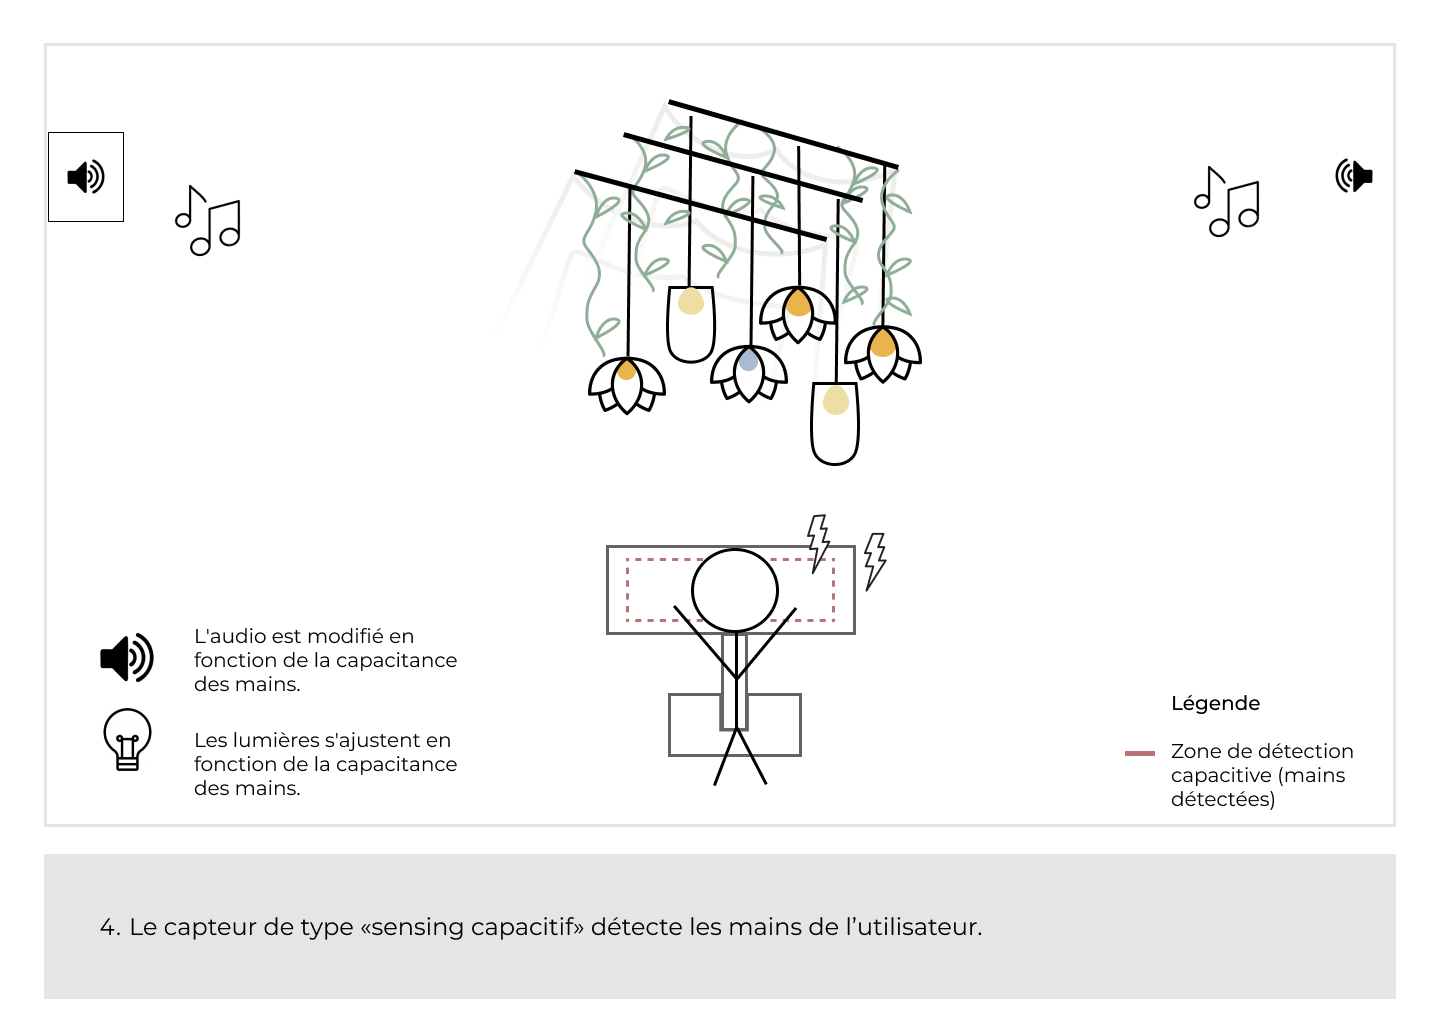 L'audio est modifié en
fonction de la capacitance
des mains.
Les lumières s'ajustent en
fonction de la capacitance
des mains.
Légende
Zone de détection
capacitive (mains
détectées)
4. Le capteur de type «sensing capacitif» détecte les mains de l’utilisateur.